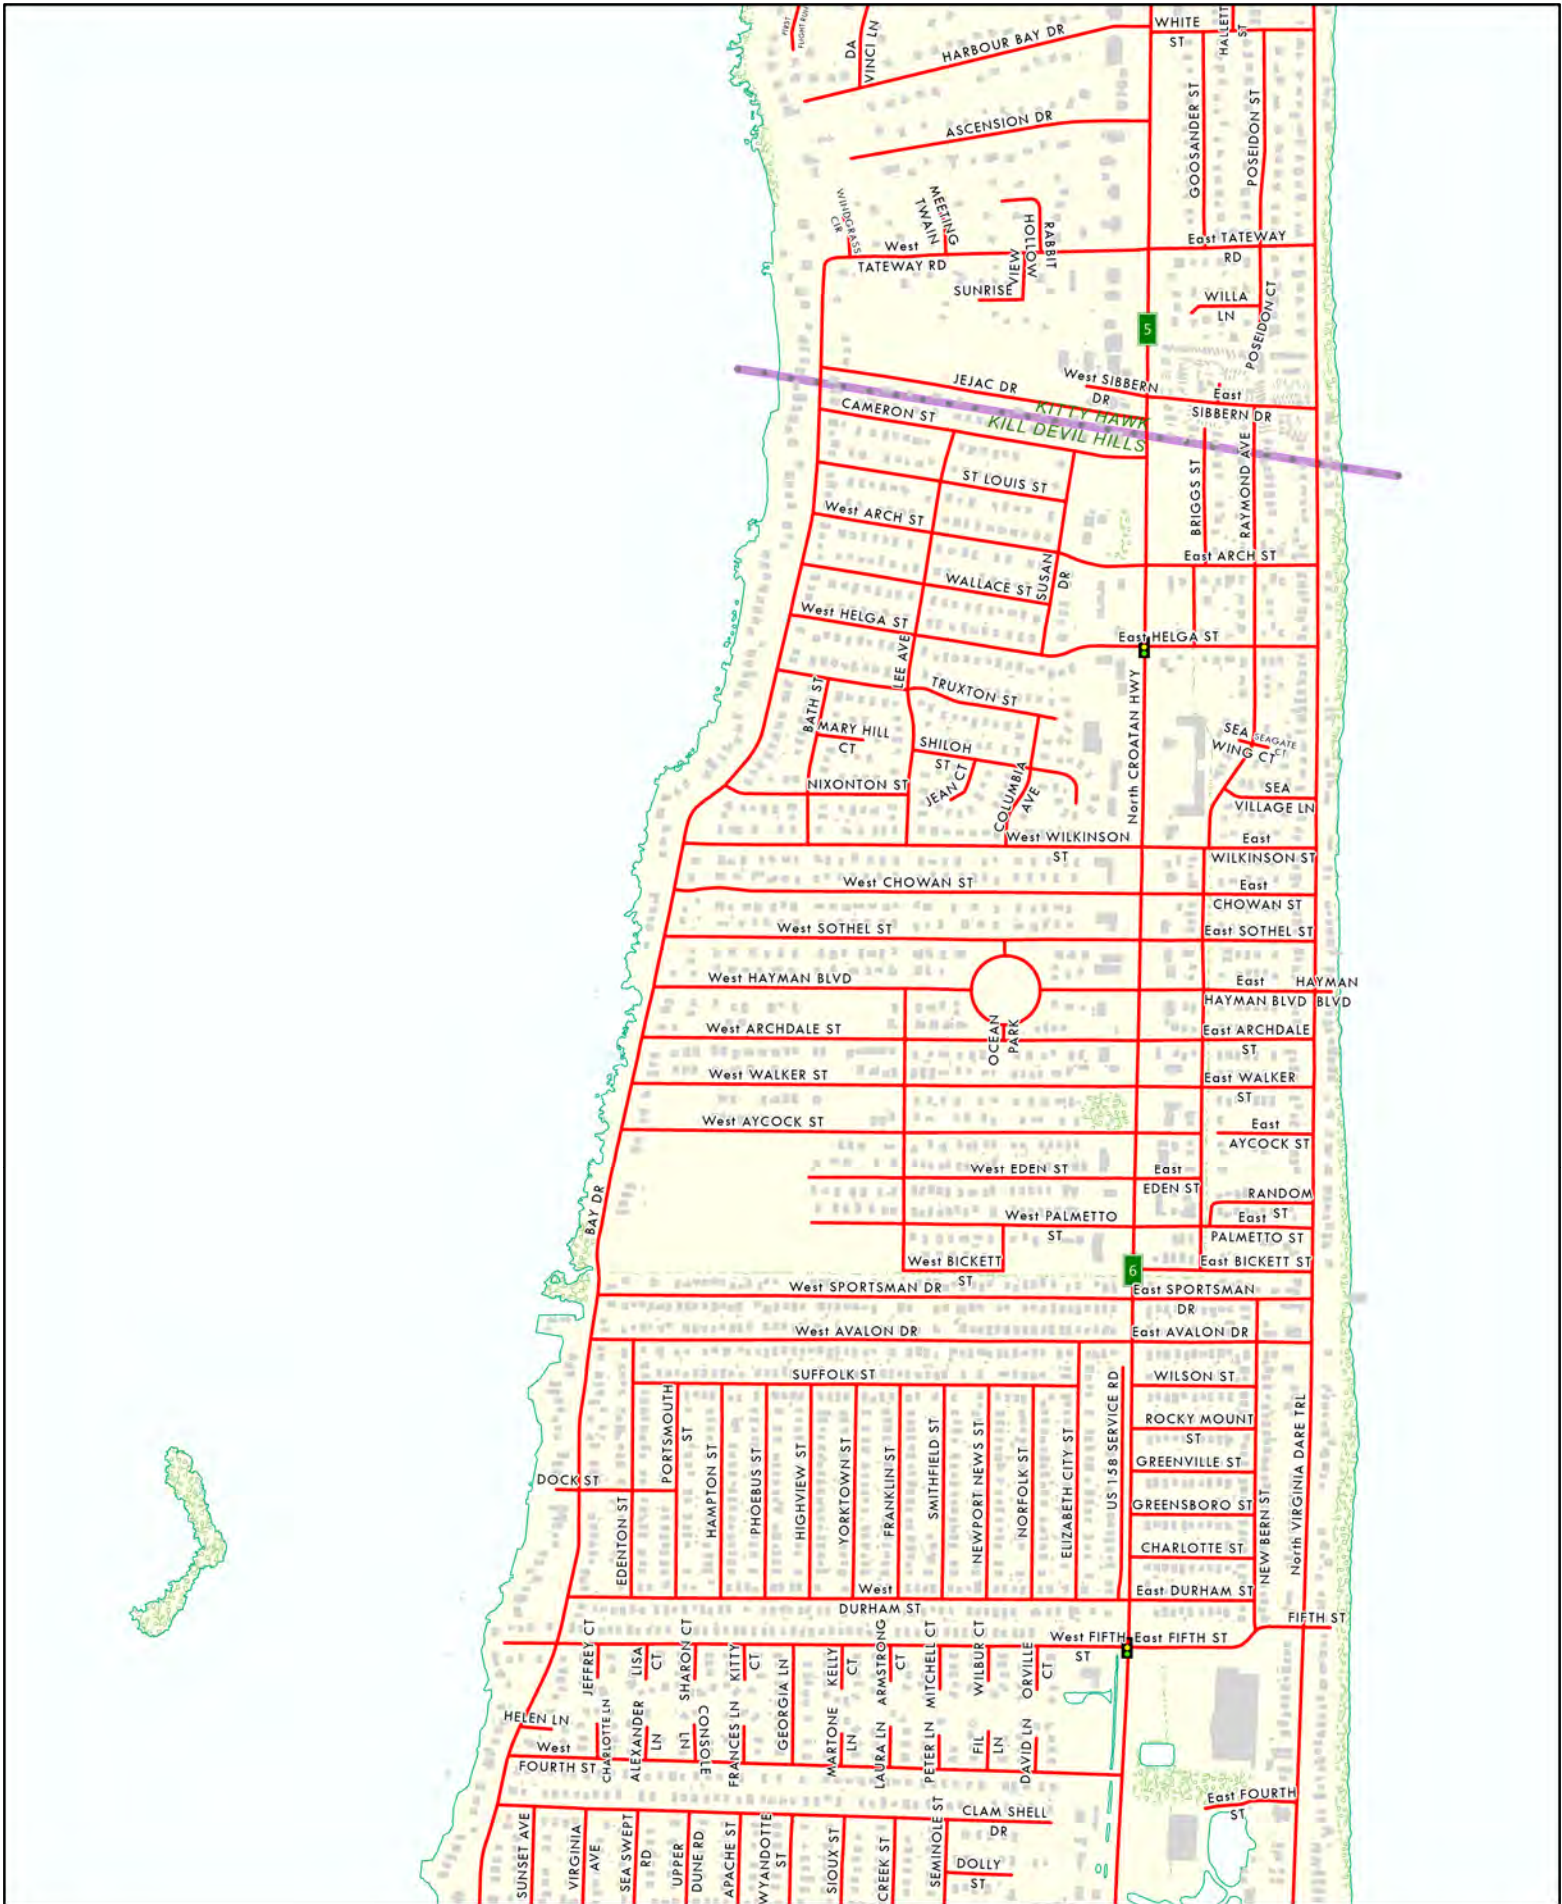 FIRST
FLIGHT RUN
DA
VINCI LN
HARBOUR BAY DR
WHITE
ST
HALLETT
ST
ASCENSION DR
GOOSANDER ST
POSEIDON ST
WINDGRASS
CIR
MEETING
TWAIN
West
TATEWAY RD
RABBIT
HOLLOW
VIEW
SUNRISE
East TATEWAY
RD
WILLA
LN
POSEIDON CT
5
JEJAC DR
West SIBBERN
DR
East
SIBBERN DR
KITTY HAWK
KILL DEVIL HILLS
CAMERON ST
ST LOUIS ST
BRIGGS ST
RAYMOND AVE
West ARCH ST
East ARCH ST
WALLACE ST
SUSAN
DR
West HELGA ST
East HELGA ST
LEE AVE
TRUXTON ST
BATH ST
MARY HILL
CT
SHILOH
ST
JEAN CT
COLUMBIA
AVE
North CROATAN HWY
SEA
WING CT
SEAGATE
CT
NIXONTON ST
SEA
VILLAGE LN
West WILKINSON
ST
East
WILKINSON ST
West CHOWAN ST
East
CHOWAN ST
West SOTHEL ST
East SOTHEL ST
West HAYMAN BLVD
East
HAYMAN BLVD
HAYMAN
BLVD
OCEAN
PARK
West ARCHDALE ST
East ARCHDALE
ST
West WALKER ST
East WALKER
ST
West AYCOCK ST
East
AYCOCK ST
West EDEN ST
East
EDEN ST
BAY DR
RANDOM
ST
West PALMETTO
ST
East
PALMETTO ST
West BICKETT
ST
6
East BICKETT ST
West SPORTSMAN DR
East SPORTSMAN
DR
West AVALON DR
East AVALON DR
SUFFOLK ST
WILSON ST
PORTSMOUTH
ST
ROCKY MOUNT
ST
DOCK ST
EDENTON ST
HAMPTON ST
PHOEBUS ST
HIGHVIEW ST
YORKTOWN ST
FRANKLIN ST
SMITHFIELD ST
NEWPORT NEWS ST
NORFOLK ST
ELIZABETH CITY ST
US 158 SERVICE RD
GREENVILLE ST
GREENSBORO ST
CHARLOTTE ST
NEW BERN ST
North VIRGINIA DARE TRL
West
DURHAM ST
East DURHAM ST
FIFTH ST
West FIFTH
ST
East FIFTH ST
JEFFREY CT
LISA
CT
SHARON CT
KITTY
CT
GEORGIA LN
KELLY
CT
ARMSTRONG
CT
MITCHELL CT
WILBUR CT
ORVILLE
CT
HELEN LN
West
FOURTH ST
CHARLOTTE LN
ALEXANDER
LN
CONSOLE
LN
FRANCES LN
MARTONE
LN
LAURA LN
PETER LN
FIL
LN
DAVID LN
East FOURTH
ST
CLAM SHELL
DR
SUNSET AVE
VIRGINIA
AVE
SEA SWEPT
RD
UPPER
DUNE RD
APACHE ST
WYANDOTTE
ST
SIOUX ST
CREEK ST
SEMINOLE ST
DOLLY
ST